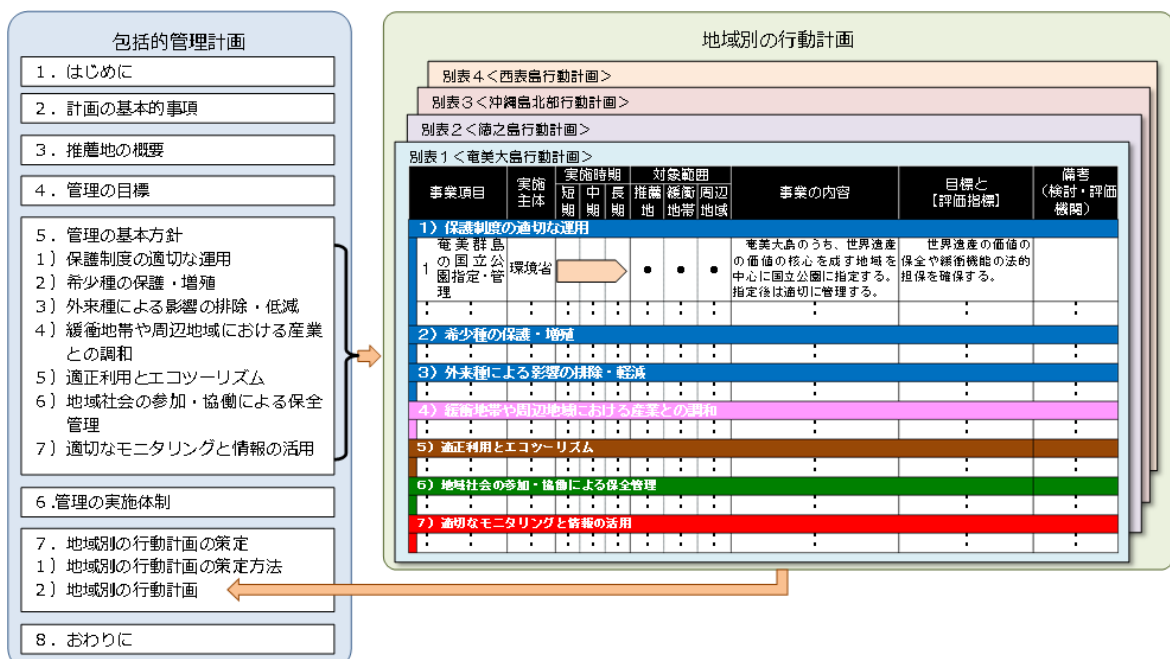 包括的管理計画
1．はじめに
2．計画の基本的事項
3．推薦地の概要
4．管理の目標
5．管理の基本方針
1）保護制度の適切な運用
2）希少種の保護・増殖
3）外来種による影響の排除・低減
4）緩衝地帯や周辺地域における産業
との調和
5）適正利用とエコツーリズム
6）地域社会の参加・協働による保全
管理
7）適切なモニタリングと情報の活用
6.管理の実施体制
7．地域別の行動計画の策定
1）地域別の行動計画の策定方法
2）地域別の行動計画
8．おわりに
地域別の行動計画
別表４＜西表島行動計画＞
別表３＜沖縄島北部行動計画＞
別表２＜徳之島行動計画＞
別表１＜奄美大島行動計画＞
事業項目
実施
主体
実施時期
短
期
中
期
長
期
対象範囲
推薦
地
緩衝
地帯
周辺
地域
事業の内容
目標と
【評価指標】
備考
（検討・評価
機関）
1）保護制度の適切な運用
1
奄美群島
の国立公
園指定・管
理
環境省
● ● ●
奄美大島のうち、世界遺産
の価値の核心を成す地域を
中心に国立公園に指定する。
指定後は適切に管理する。
世界遺産の価値の
保全や緩衝機能の法的
担保を確保する。
2）希少種の保護・増殖
3）外来種による影響の排除・軽減
4）緩衝地帯や周辺地域における産業との調和
5）適正利用とエコツーリズム
6）地域社会の参加・協働による保全管理
7）適切なモニタリングと情報の活用